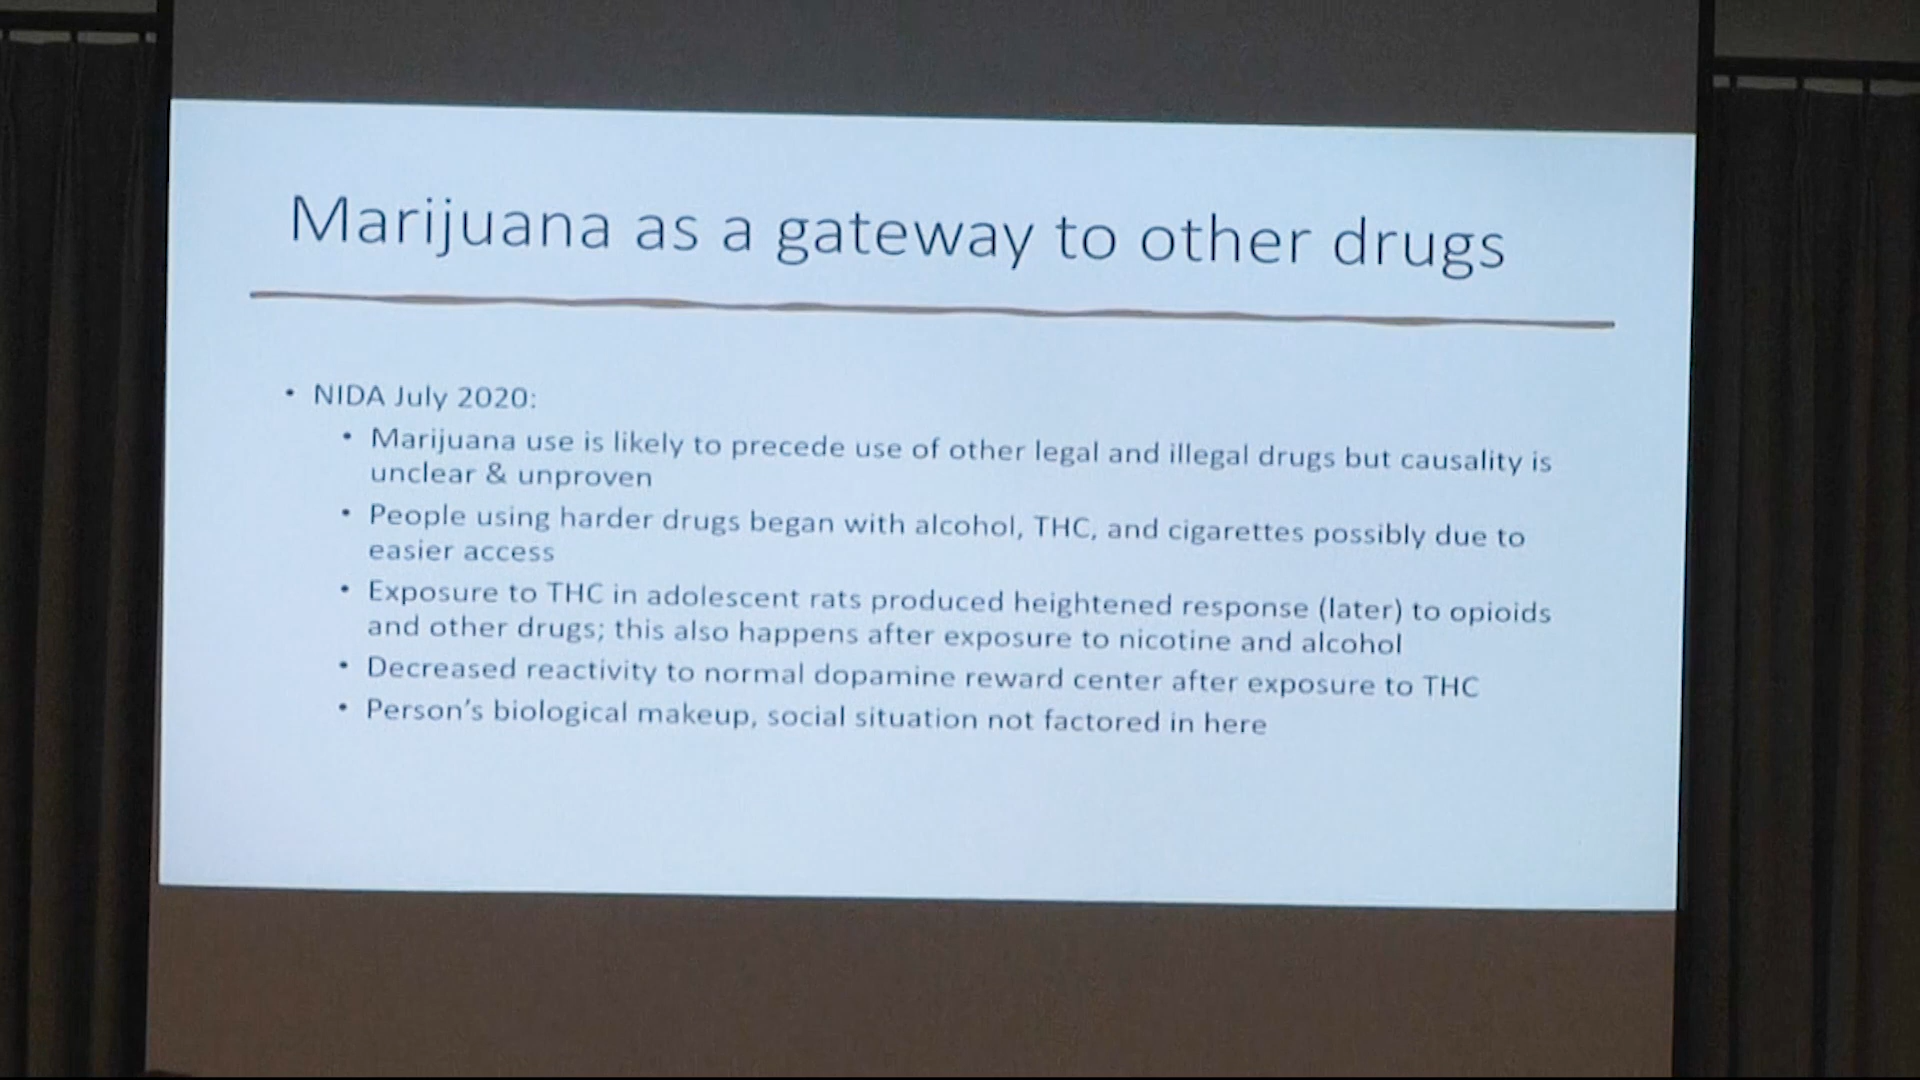 Marijuana as a gateway to other drugs
• NIDA July 2020:
• Marijuana use is likely to precede use of other legal and illegal drugs but causality is
unclear & unproven
• People using harder drugs began with alcohol, THC, and cigarettes possibly due to
easier access
• Exposure to THC in adolescent rats produced heightened response (later) to opioids
and other drugs; this also happens after exposure to nicotine and alcohol
• Decreased reactivity to normal dopamine reward center after exposure to THC
• Person's biological makeup, social situation not factored in here